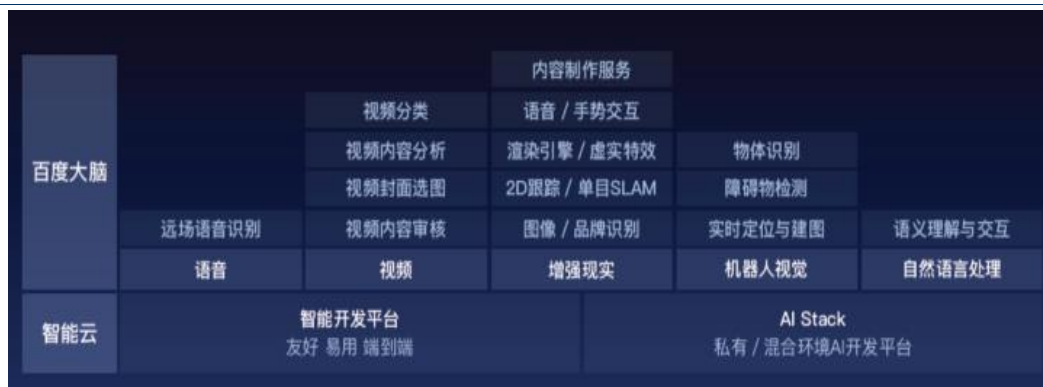 内容制作服务
视频分类
语音 / 手势交互
百度大脑
视频内容分析
渲染引擎 / 虚实特效
物体识别
视频封面选图
2D跟踪 / 单目SLAM
障碍物检测
远场语音识别
视频内容审核
图像 / 品牌识别
实时定位与建图
语义理解与交互
语音
视频
增强现实
机器人视觉
自然语言处理
智能云
智能开发平台
友好 易用 端到端
AI Stack
私有 / 混合环境AI开发平台